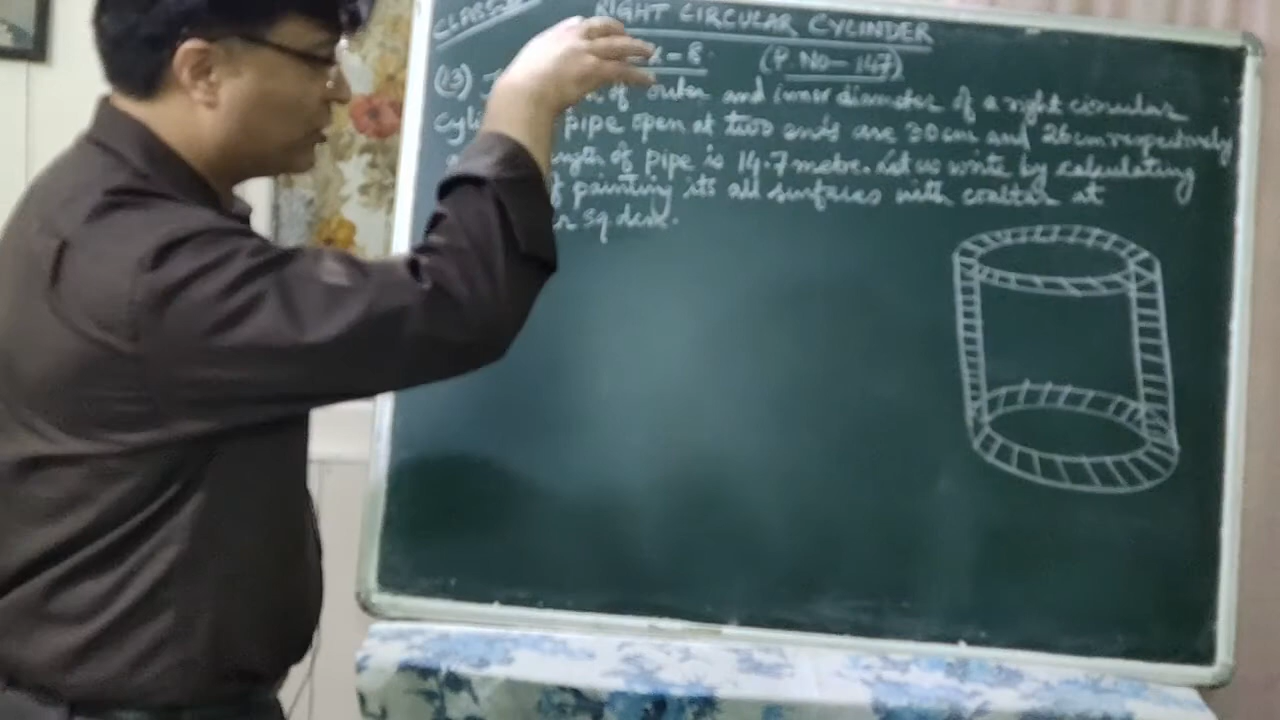 CLASS-
RIGHT CIRCULAR CYLINDER
-8 (P. No- 147)
(13) of outer and inner diameter of a right circular
pipe open at two ends are 30 cm and 26 cm respectively
of pipe is 14.7 metre. Let us write by calculating
painting its all surfaces with coaltar at
sq dcm.